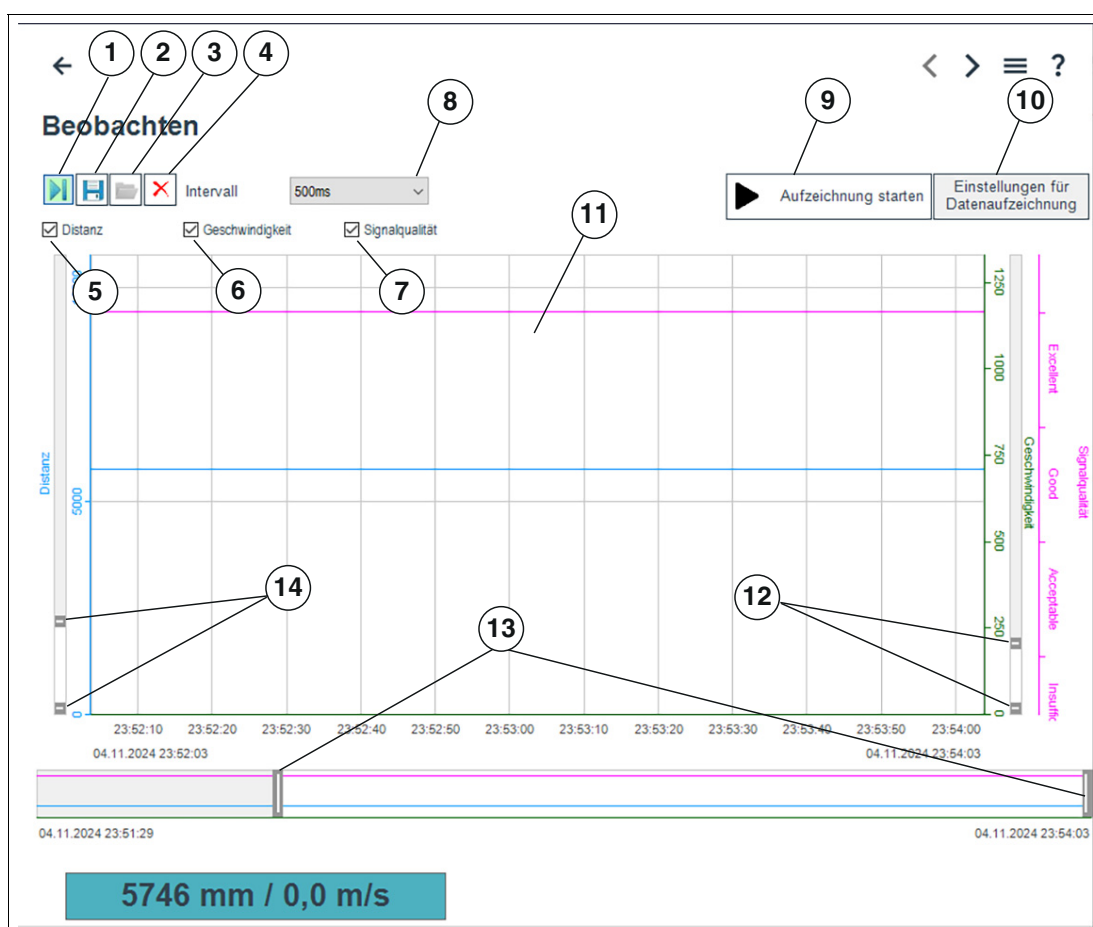 1
2
3
4
?
8
9
10
Beobachten
Intervall
500ms
Aufzeichnung starten
Einstellungen für
Datenaufzeichnung
Distanz
Geschwindigkeit
Signalqualität
11
5
6
7
1250
1000
750
500
250
0
Geschwindigkeit
Excellent
Good
Acceptable
Insuffic
Signalqualität
Distanz
5000
0
14
13
12
23:52:10
23:52:20
23:52:30
23:52:40
23:52:50
23:53:00
23:53:10
23:53:20
23:53:30
23:53:40
23:53:50
23:54:00
04.11.2024 23:52:03
04.11.2024 23:54:03
04.11.2024 23:51:29
04.11.2024 23:54:03
5746 mm / 0,0 m/s